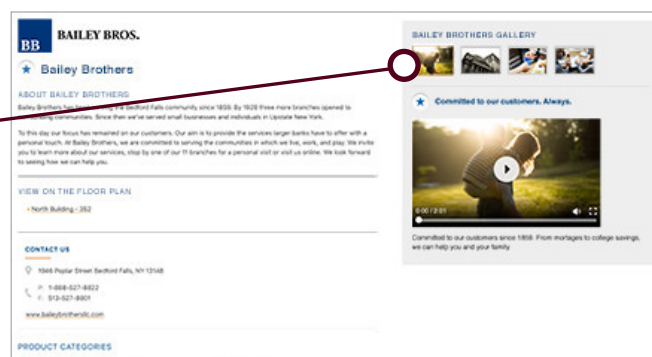 BB
BAILEY BROS.
Bailey Brothers
ABOUT BAILEY BROTHERS
Bailey Brothers has been serving the Bedford Falls community since 1858. By 1928 three more branches opened to
communities. Since then we've served small businesses and individuals in Upstate New York.
To this day our focus has remained on our customers. Our aim is to provide the services larger banks have to offer with a
personal touch. At Bailey Brothers, we are committed to serving the communities in which we live, work, and play. We invite
you to learn more about our services, stop by one of our 11 branches for a personal visit or visit us online. We look forward
to seeing how we can help you.
VIEW ON THE FLOOR PLAN
• North Building - 352
CONTACT US
1946 Poplar Street Bedford Falls, NY 13148
P: 1-868-527-8922
F: 513-527-8901
www.baileybrothersllc.com
PRODUCT CATEGORIES
BAILEY BROTHERS GALLERY
Committed to our customers. Always.
0:00 / 2:01
Committed to our customers since 1858. From mortages to college savings,
we can help you and your family.